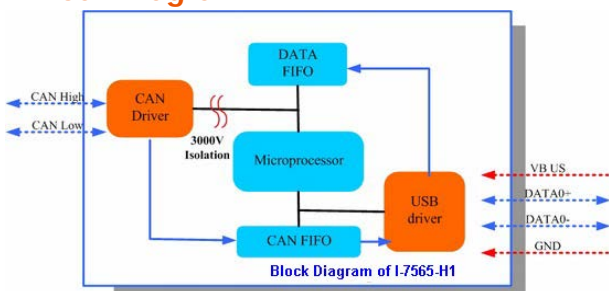 DATA
FIFO
CAN High
CAN
Driver
CAN Low
3000V
Isolation
Microprocessor
VB US
USB
driver
DATA0+
DATA0-
CAN FIFO
GND
Block Diagram of I-7565-H1